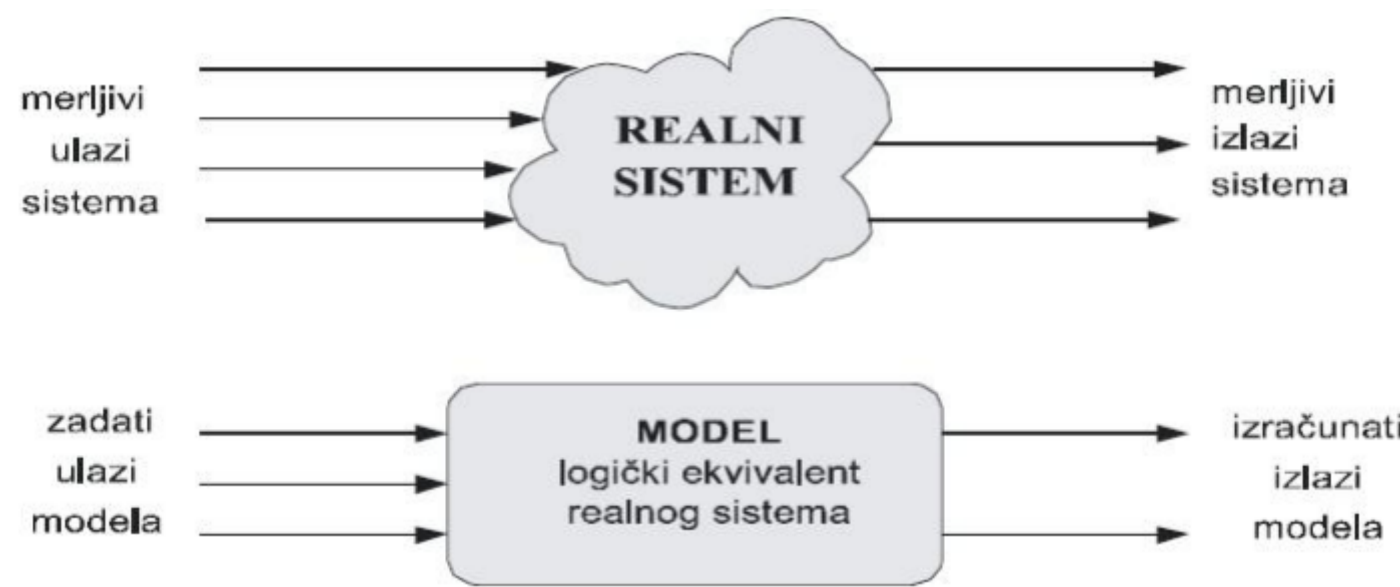 merljivi
ulazi
sistema
REALNI
SISTEM
merljivi
izlazi
sistema
zadati
ulazi
modela
MODEL
logički ekvivalent
realnog sistema
izračunati
izlazi
modela